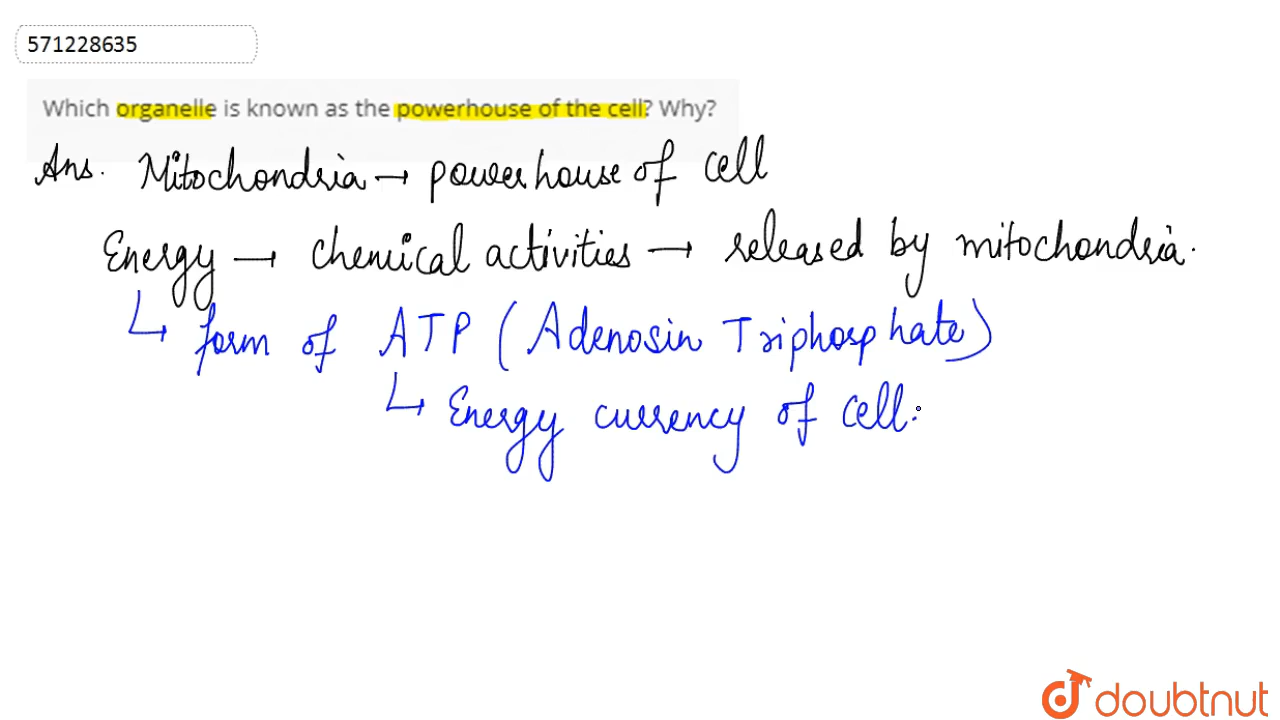 571228635
Which organelle is known as the powerhouse of the cell? Why?
Ans. Mitochondria → powerhouse of cell
Energy → chemical activities → released by mitochondria.
↳ form of ATP (Adenosin Triphosphate)
↳ Energy currency of cell.
doubtnut